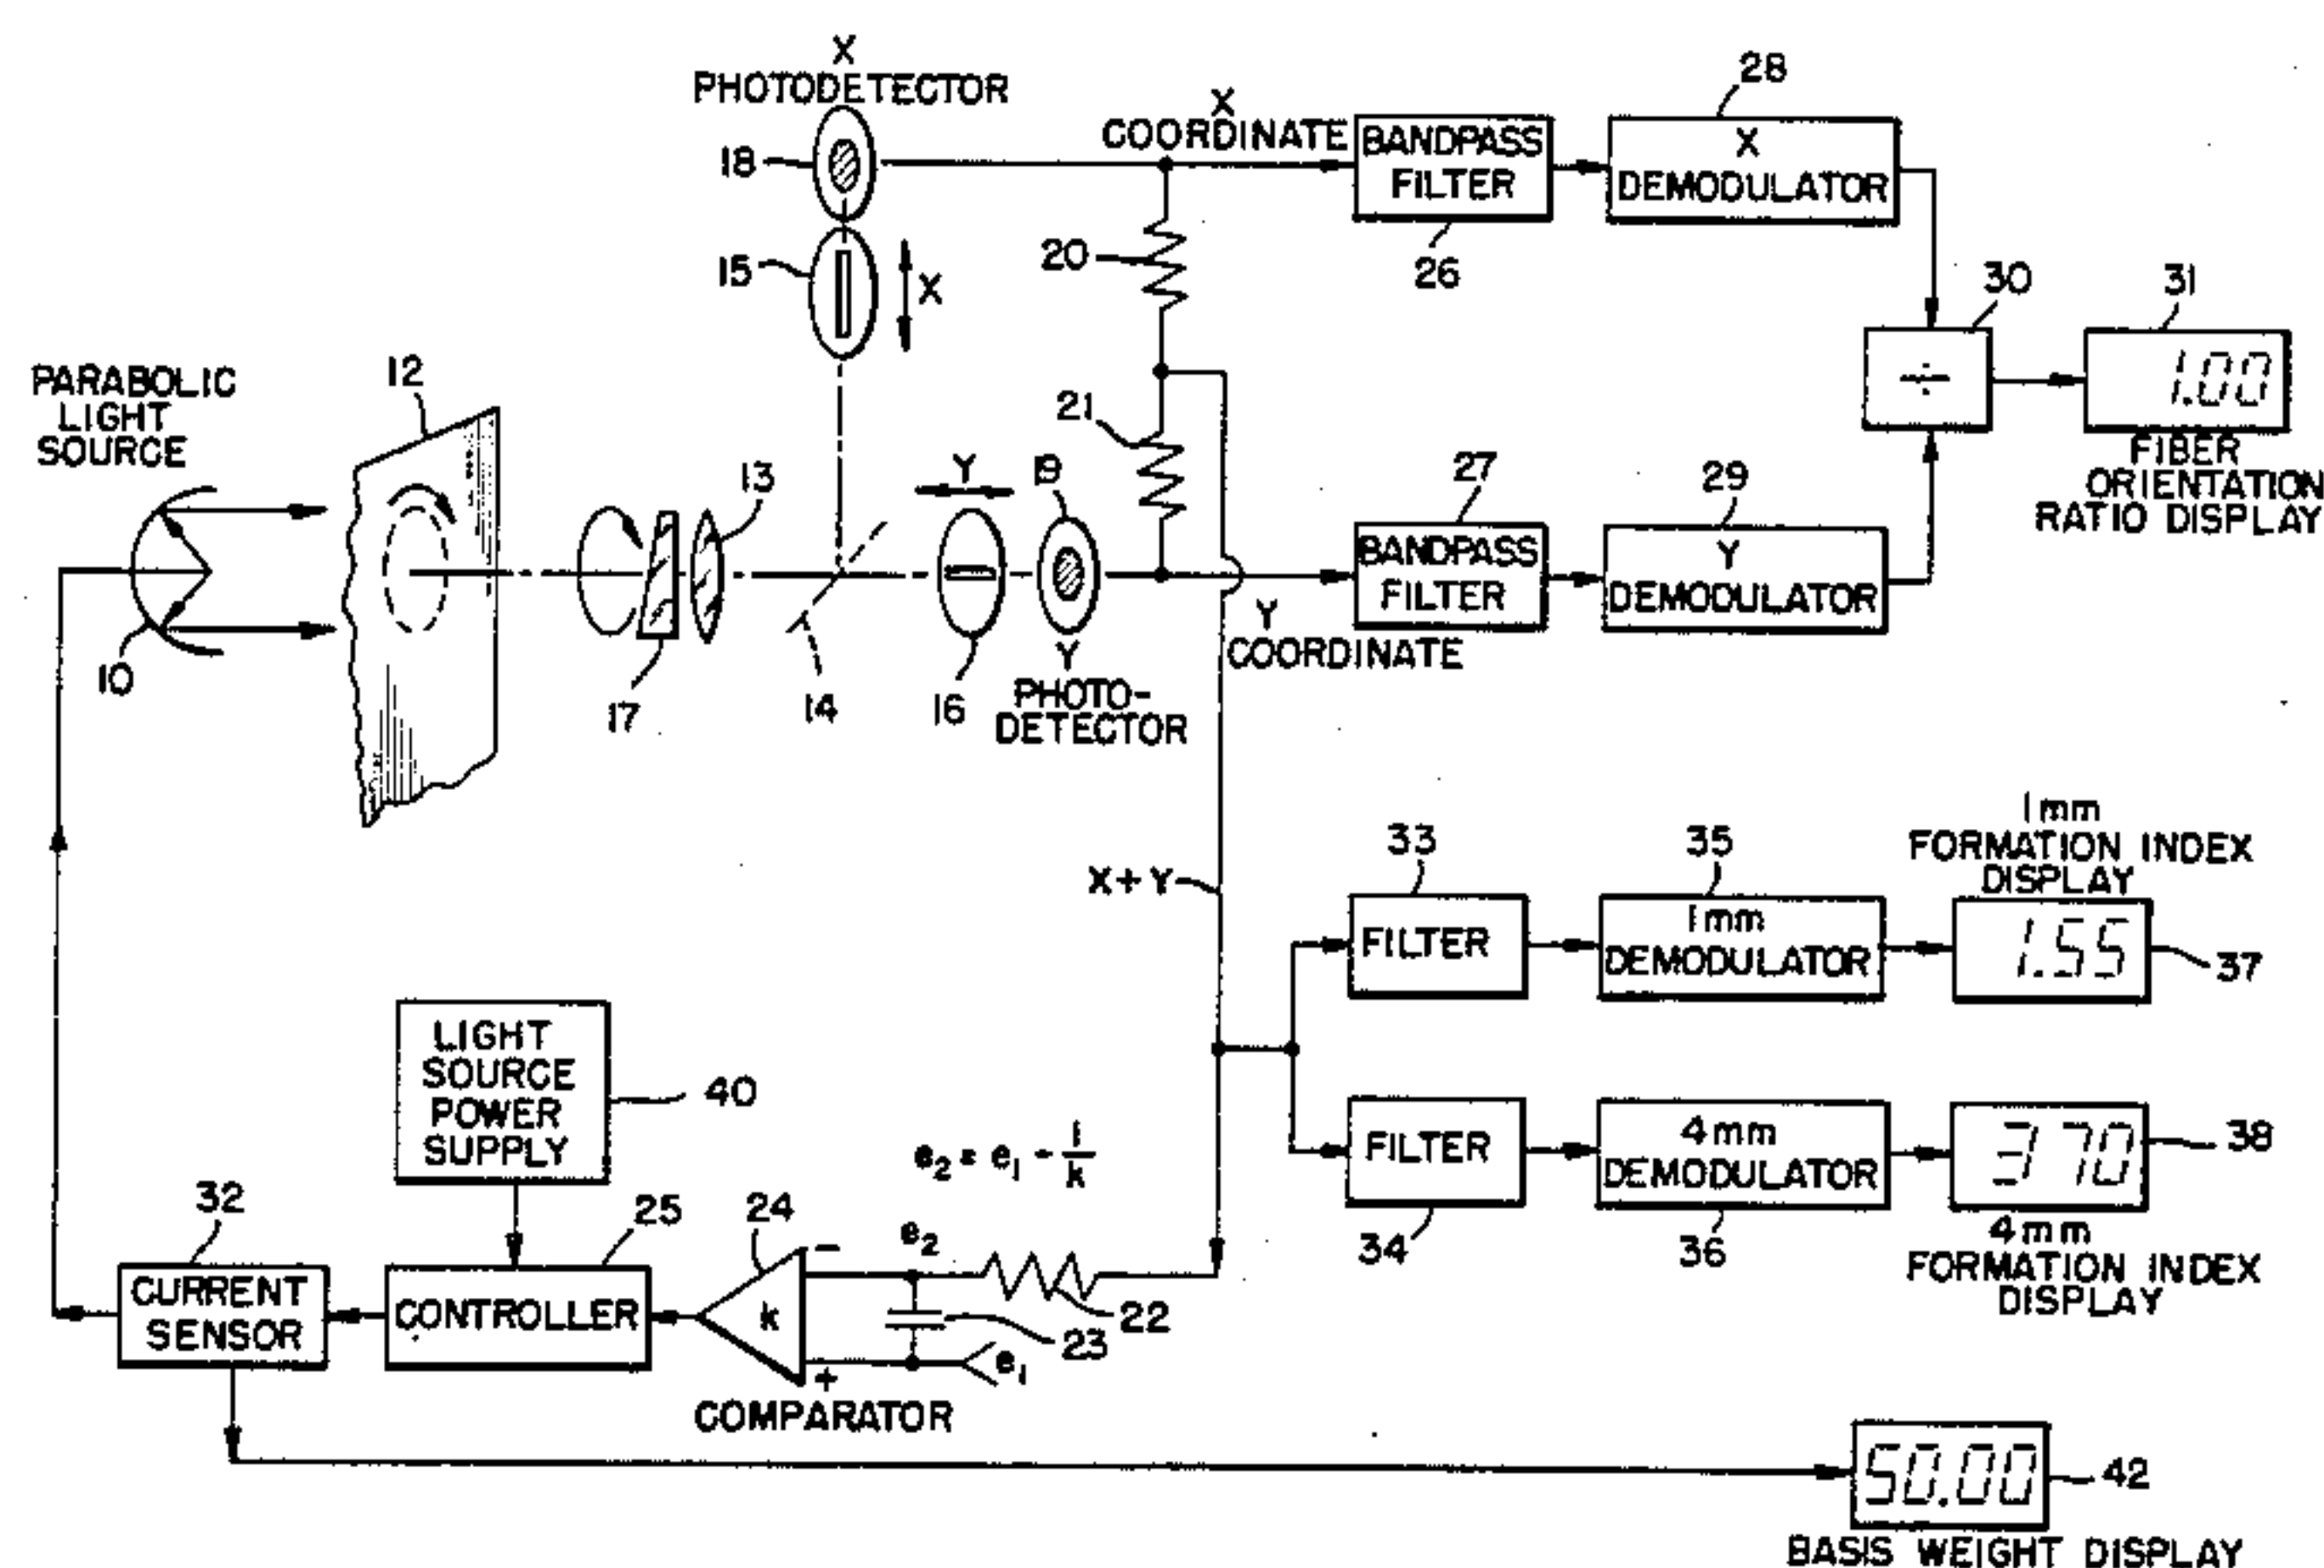 X
PHOTODETECTOR
18
15
X
X
COORDINATE
20
BANDPASS
FILTER
26
28
X
DEMODULATOR
30
÷
31
1.00
FIBER
ORIENTATION
RATIO DISPLAY
PARABOLIC
LIGHT
SOURCE
10
12
17
13
14
Y
16
19
Y
PHOTO-
DETECTOR
21
Y
COORDINATE
27
BANDPASS
FILTER
29
Y
DEMODULATOR
X+Y
33
FILTER
35
1mm
DEMODULATOR
1mm
FORMATION INDEX
DISPLAY
1.55
37
34
FILTER
4mm
DEMODULATOR
36
3 70
38
4mm
FORMATION INDEX
DISPLAY
LIGHT
SOURCE
POWER
SUPPLY
40
e2 = e1 - 1/k
32
CURRENT
SENSOR
25
CONTROLLER
24
k
-
+
COMPARATOR
e2
22
23
e1
50.00
42
BASIS WEIGHT DISPLAY